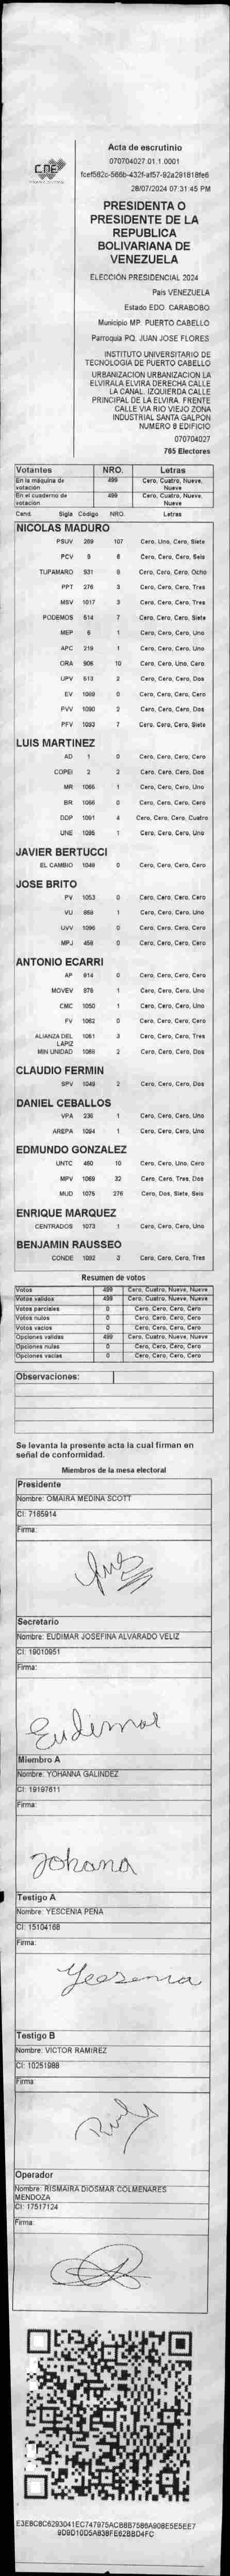 CNE
Acta de escrutinio
070704027.01.1.0001
fcef582c-566b-432f-af57-92a291818fe6
28/07/2024 07:31:45 PM
PRESIDENTA O
PRESIDENTE DE LA
REPUBLICA
BOLIVARIANA DE
VENEZUELA
ELECCIÓN PRESIDENCIAL 2024
País VENEZUELA
Estado EDO. CARABOBO
Municipio MP. PUERTO CABELLO
Parroquia PQ. JUAN JOSE FLORES
INSTITUTO UNIVERSITARIO DE
TECNOLOGIA DE PUERTO CABELLO
URBANIZACION URBANIZACION LA
ELVIRALA ELVIRA DERECHA CALLE
LA CANAL. IZQUIERDA CALLE
PRINCIPAL DE LA ELVIRA. FRENTE
CALLE VIA RIO VIEJO ZONA
INDUSTRIAL SANTA GALPON
NUMERO 8 EDIFICIO
070704027
765 Electores
Votantes NRO. Letras
En la máquina de votación 499 Cero, Cuatro, Nueve, Nueve
En el cuaderno de votación 499 Cero, Cuatro, Nueve, Nueve
Cand. Sigla Código NRO. Letras
NICOLAS MADURO
PSUV 269 107 Cero, Uno, Cero, Siete
PCV 9 6 Cero, Cero, Cero, Seis
TUPAMARO 931 8 Cero, Cero, Cero, Ocho
PPT 276 3 Cero, Cero, Cero, Tres
MSV 1017 3 Cero, Cero, Cero, Tres
PODEMOS 514 7 Cero, Cero, Cero, Siete
MEP 6 1 Cero, Cero, Cero, Uno
APC 219 1 Cero, Cero, Cero, Uno
ORA 906 10 Cero, Cero, Uno, Cero
UPV 513 2 Cero, Cero, Cero, Dos
EV 1089 0 Cero, Cero, Cero, Cero
PVV 1090 2 Cero, Cero, Cero, Dos
PFV 1093 7 Cero, Cero, Cero, Siete
LUIS MARTINEZ
AD 1 0 Cero, Cero, Cero, Cero
COPEI 2 2 Cero, Cero, Cero, Dos
MR 1065 1 Cero, Cero, Cero, Uno
BR 1066 0 Cero, Cero, Cero, Cero
DDP 1091 4 Cero, Cero, Cero, Cuatro
UNE 1095 1 Cero, Cero, Cero, Uno
JAVIER BERTUCCI
EL CAMBIO 1048 0 Cero, Cero, Cero, Cero
JOSE BRITO
PV 1053 0 Cero, Cero, Cero, Cero
VU 868 1 Cero, Cero, Cero, Uno
UVV 1096 0 Cero, Cero, Cero, Cero
MPJ 458 0 Cero, Cero, Cero, Cero
ANTONIO ECARRI
AP 814 0 Cero, Cero, Cero, Cero
MOVEV 976 1 Cero, Cero, Cero, Uno
CMC 1050 1 Cero, Cero, Cero, Uno
FV 1062 0 Cero, Cero, Cero, Cero
ALIANZA DEL LAPIZ 1061 3 Cero, Cero, Cero, Tres
MIN UNIDAD 1068 2 Cero, Cero, Cero, Dos
CLAUDIO FERMIN
SPV 1049 2 Cero, Cero, Cero, Dos
DANIEL CEBALLOS
VPA 236 1 Cero, Cero, Cero, Uno
AREPA 1094 1 Cero, Cero, Cero, Uno
EDMUNDO GONZALEZ
UNTC 460 10 Cero, Cero, Uno, Cero
MPV 1069 32 Cero, Cero, Tres, Dos
MUD 1075 276 Cero, Dos, Siete, Seis
ENRIQUE MARQUEZ
CENTRADOS 1073 1 Cero, Cero, Cero, Uno
BENJAMIN RAUSSEO
CONDE 1092 3 Cero, Cero, Cero, Tres
Resumen de votos
Votos 499 Cero, Cuatro, Nueve, Nueve
Votos validos 499 Cero, Cuatro, Nueve, Nueve
Votos parciales 0 Cero, Cero, Cero, Cero
Votos nulos 0 Cero, Cero, Cero, Cero
Votos vacios 0 Cero, Cero, Cero, Cero
Opciones validas 499 Cero, Cuatro, Nueve, Nueve
Opciones nulas 0 Cero, Cero, Cero, Cero
Opciones vacias 0 Cero, Cero, Cero, Cero
Observaciones:
Se levanta la presente acta la cual firman en
señal de conformidad.
Miembros de la mesa electoral
Presidente
Nombre: OMAIRA MEDINA SCOTT
CI: 7165914
Firma:
Secretario
Nombre: EUDIMAR JOSEFINA ALVARADO VELIZ
CI: 19010951
Firma:
Eudimar
Miembro A
Nombre: YOHANNA GALINDEZ
CI: 19197611
Firma:
Johana
Testigo A
Nombre: YESCENIA PEÑA
CI: 15104168
Firma:
Yecsenia
Testigo B
Nombre: VICTOR RAMIREZ
CI: 10251988
Firma:
Operador
Nombre: RISMAIRA DIOSMAR COLMENARES
MENDOZA
CI: 17517124
Firma:
E3E8C8C6293041EC747975ACB8B7586A908E5E5EE7
9D9D10D5A838FE62BBD4FC